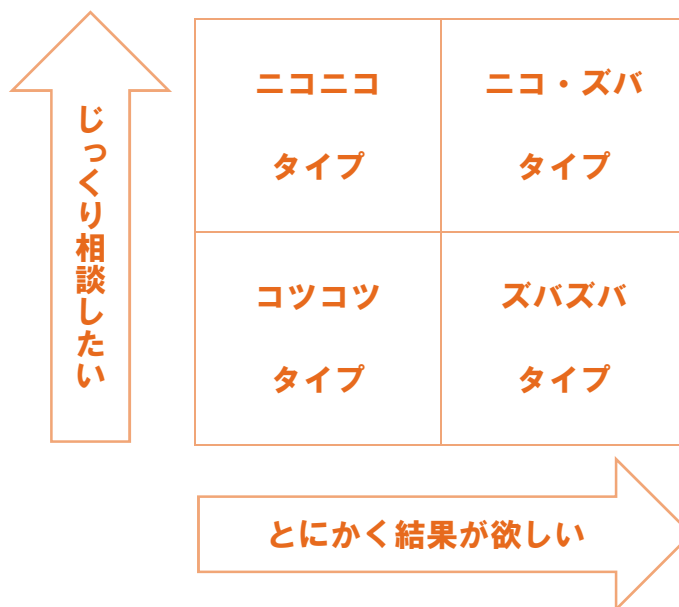 じっくり相談したい
ニコニコ
タイプ
ニコ・ズバ
タイプ
コツコツ
タイプ
ズバズバ
タイプ
とにかく結果が欲しい